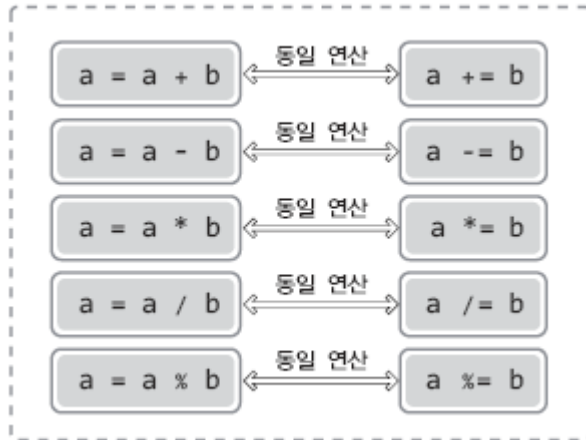 동일 연산
a = a + b a += b
동일 연산
a = a - b a -= b
동일 연산
a = a * b a *= b
동일 연산
a = a / b a /= b
동일 연산
a = a % b a %= b